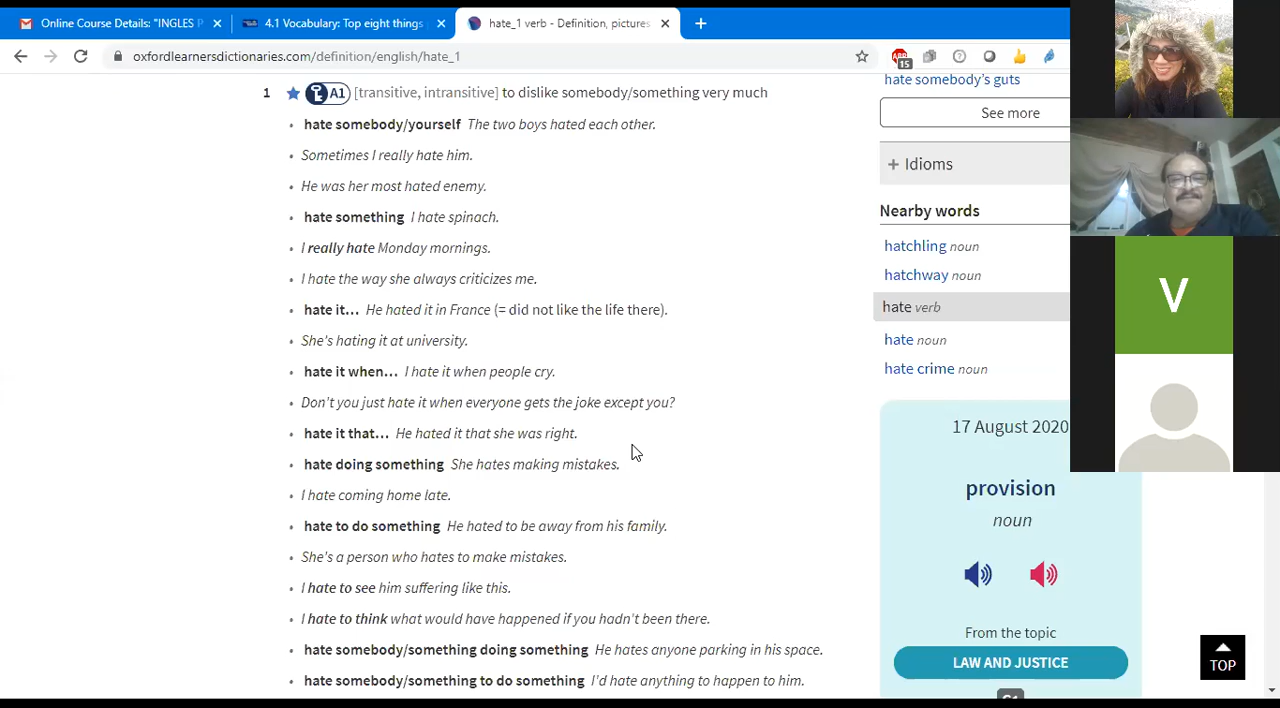 Online Course Details: "INGLES P
4.1 Vocabulary: Top eight things
hate_1 verb - Definition, pictures
oxfordlearnersdictionaries.com/definition/english/hate_1
15
1 A1 [transitive, intransitive] to dislike somebody/something very much
hate somebody/yourself The two boys hated each other.
Sometimes I really hate him.
He was her most hated enemy.
hate something I hate spinach.
I really hate Monday mornings.
I hate the way she always criticizes me.
hate it… He hated it in France (= did not like the life there).
She's hating it at university.
hate it when… I hate it when people cry.
Don't you just hate it when everyone gets the joke except you?
hate it that… He hated it that she was right.
hate doing something She hates making mistakes.
I hate coming home late.
hate to do something He hated to be away from his family.
She's a person who hates to make mistakes.
I hate to see him suffering like this.
I hate to think what would have happened if you hadn't been there.
hate somebody/something doing something He hates anyone parking in his space.
hate somebody/something to do something I'd hate anything to happen to him.
hate somebody's guts
See more
+ Idioms
Nearby words
hatchling noun
hatchway noun
hate verb
hate noun
hate crime noun
17 August 2020
provision
noun
From the topic
LAW AND JUSTICE
TOP
V